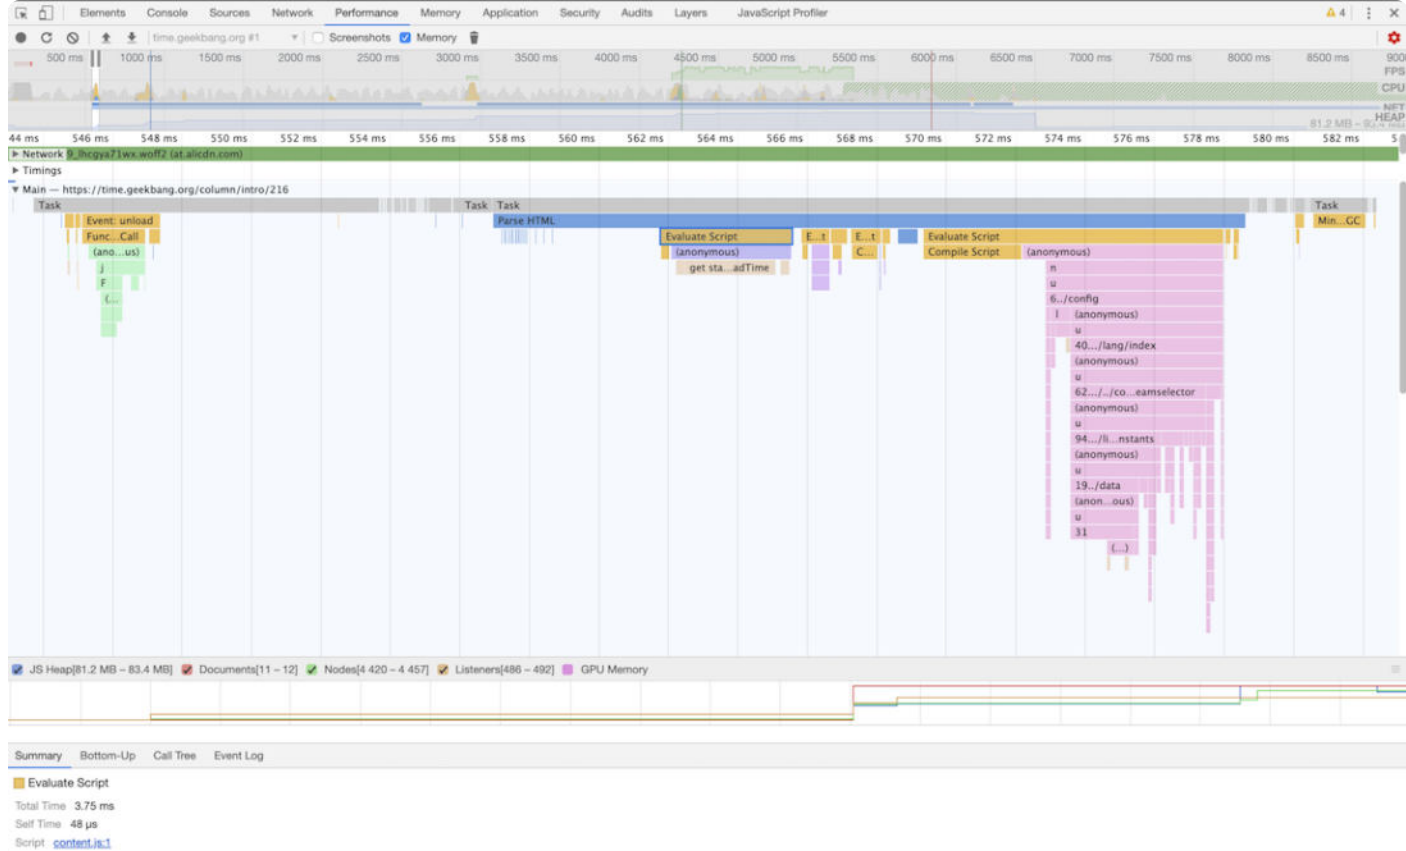 Elements Console Sources Network Performance Memory Application Security Audits Layers JavaScript Profiler 4
time.geekbang.org #1 Screenshots Memory
500 ms 1000 ms 1500 ms 2000 ms 2500 ms 3000 ms 3500 ms 4000 ms 4500 ms 5000 ms 5500 ms 6000 ms 6500 ms 7000 ms 7500 ms 8000 ms 8500 ms 900
FPS
CPU
NET
HEAP
44 ms 546 ms 548 ms 550 ms 552 ms 554 ms 556 ms 558 ms 560 ms 562 ms 564 ms 566 ms 568 ms 570 ms 572 ms 574 ms 576 ms 578 ms 580 ms 582 ms
Network 9_lhcgya71wx.woff2 (at.alicdn.com)
Timings
Main — https://time.geekbang.org/column/intro/216
Task Task Task Task
Event: unload Parse HTML Min...GC
Func...Call Evaluate Script E...t E...t Evaluate Script
(ano...us) (anonymous) C... Compile Script (anonymous)
j get sta...adTime n
F u
(... 6../config
l (anonymous)
u
40.../lang/index
(anonymous)
u
62.../../co...eamselector
(anonymous)
u
94.../li...nstants
(anonymous)
u
19../data
(anon...ous)
u
31
(...)
JS Heap[81.2 MB – 83.4 MB] Documents[11 – 12] Nodes[4 420 – 4 457] Listeners[486 – 492] GPU Memory
Summary Bottom-Up Call Tree Event Log
Evaluate Script
Total Time 3.75 ms
Self Time 48 μs
Script content.js:1